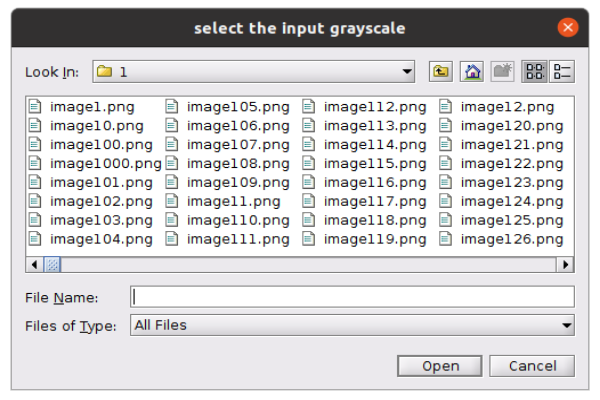 select the input grayscale
Look In: 1
image1.png image105.png image112.png image12.png
image10.png image106.png image113.png image120.png
image100.png image107.png image114.png image121.png
image1000.png image108.png image115.png image122.png
image101.png image109.png image116.png image123.png
image102.png image11.png image117.png image124.png
image103.png image110.png image118.png image125.png
image104.png image111.png image119.png image126.png
File Name:
Files of Type: All Files
Open Cancel